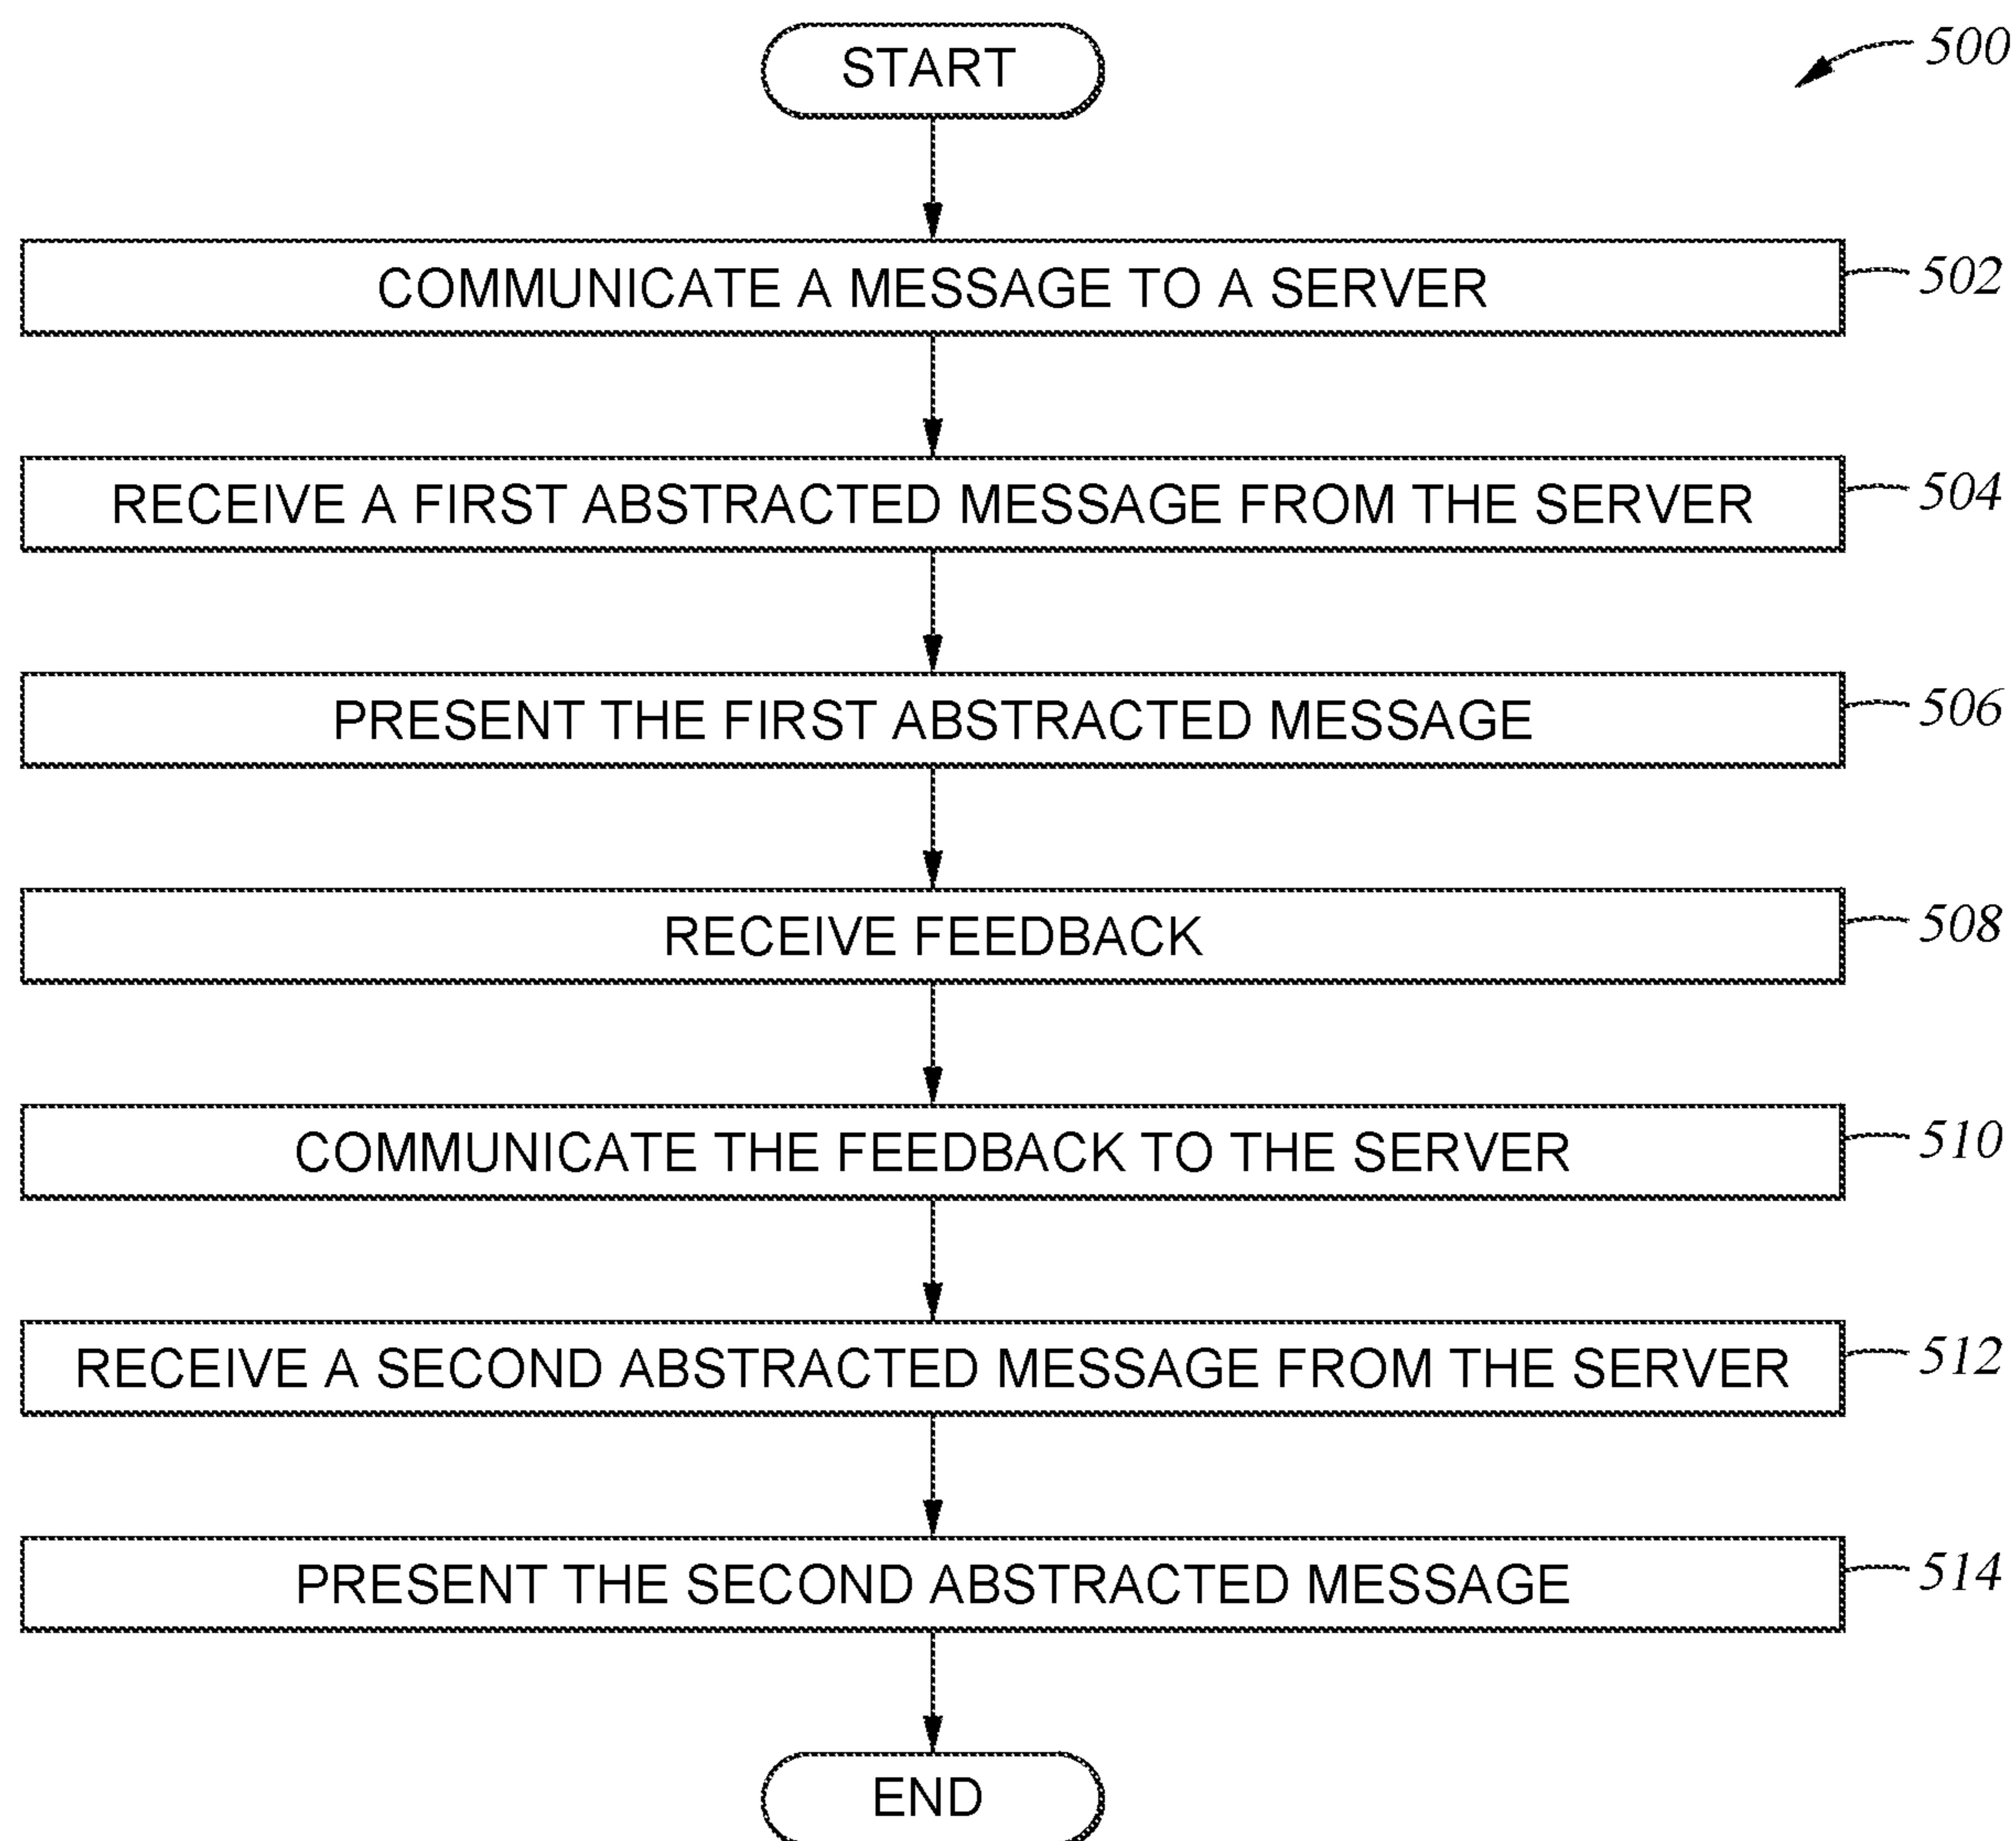 START
500
COMMUNICATE A MESSAGE TO A SERVER
502
RECEIVE A FIRST ABSTRACTED MESSAGE FROM THE SERVER
504
PRESENT THE FIRST ABSTRACTED MESSAGE
506
RECEIVE FEEDBACK
508
COMMUNICATE THE FEEDBACK TO THE SERVER
510
RECEIVE A SECOND ABSTRACTED MESSAGE FROM THE SERVER
512
PRESENT THE SECOND ABSTRACTED MESSAGE
514
END